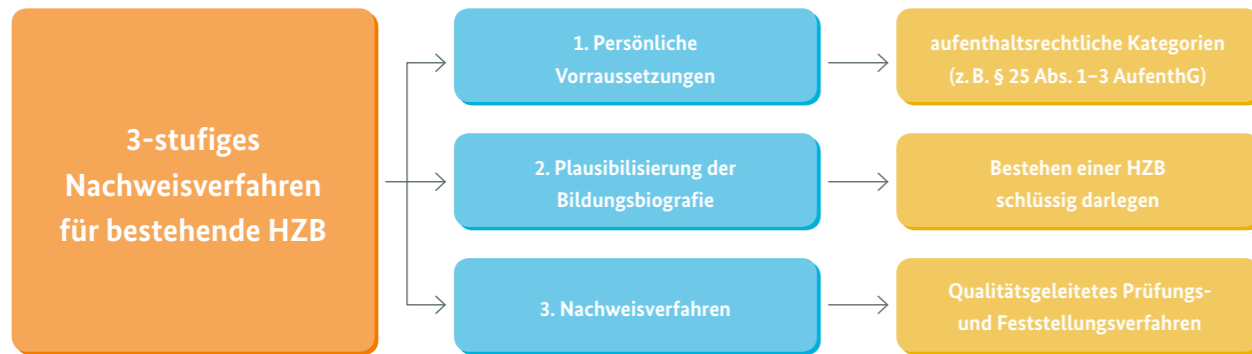 3-stufiges
Nachweisverfahren
für bestehende HZB
1. Persönliche
Vorraussetzungen
aufenthaltsrechtliche Kategorien
(z. B. § 25 Abs. 1–3 AufenthG)
2. Plausibilisierung der
Bildungsbiografie
Bestehen einer HZB
schlüssig darlegen
3. Nachweisverfahren
Qualitätsgeleitetes Prüfungs-
und Feststellungsverfahren